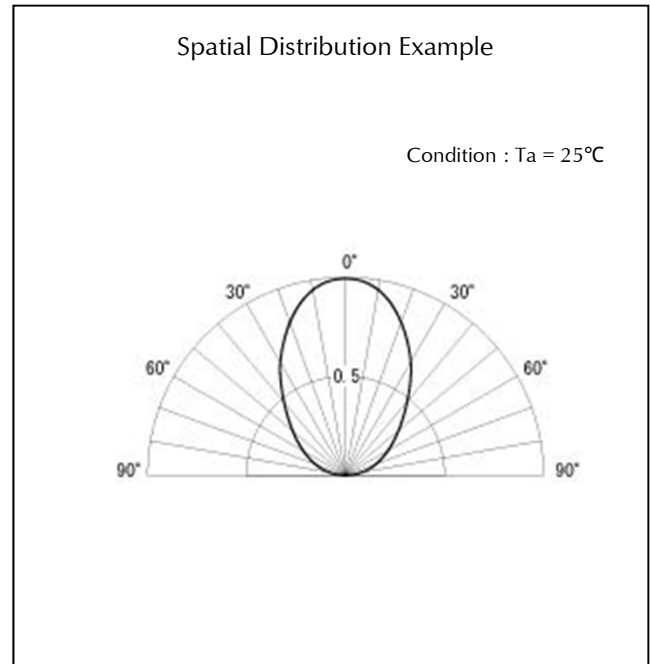 Spatial Distribution Example
Condition : Ta = 25℃
0°
30° 30°
60° 60°
0.5
90° 90°